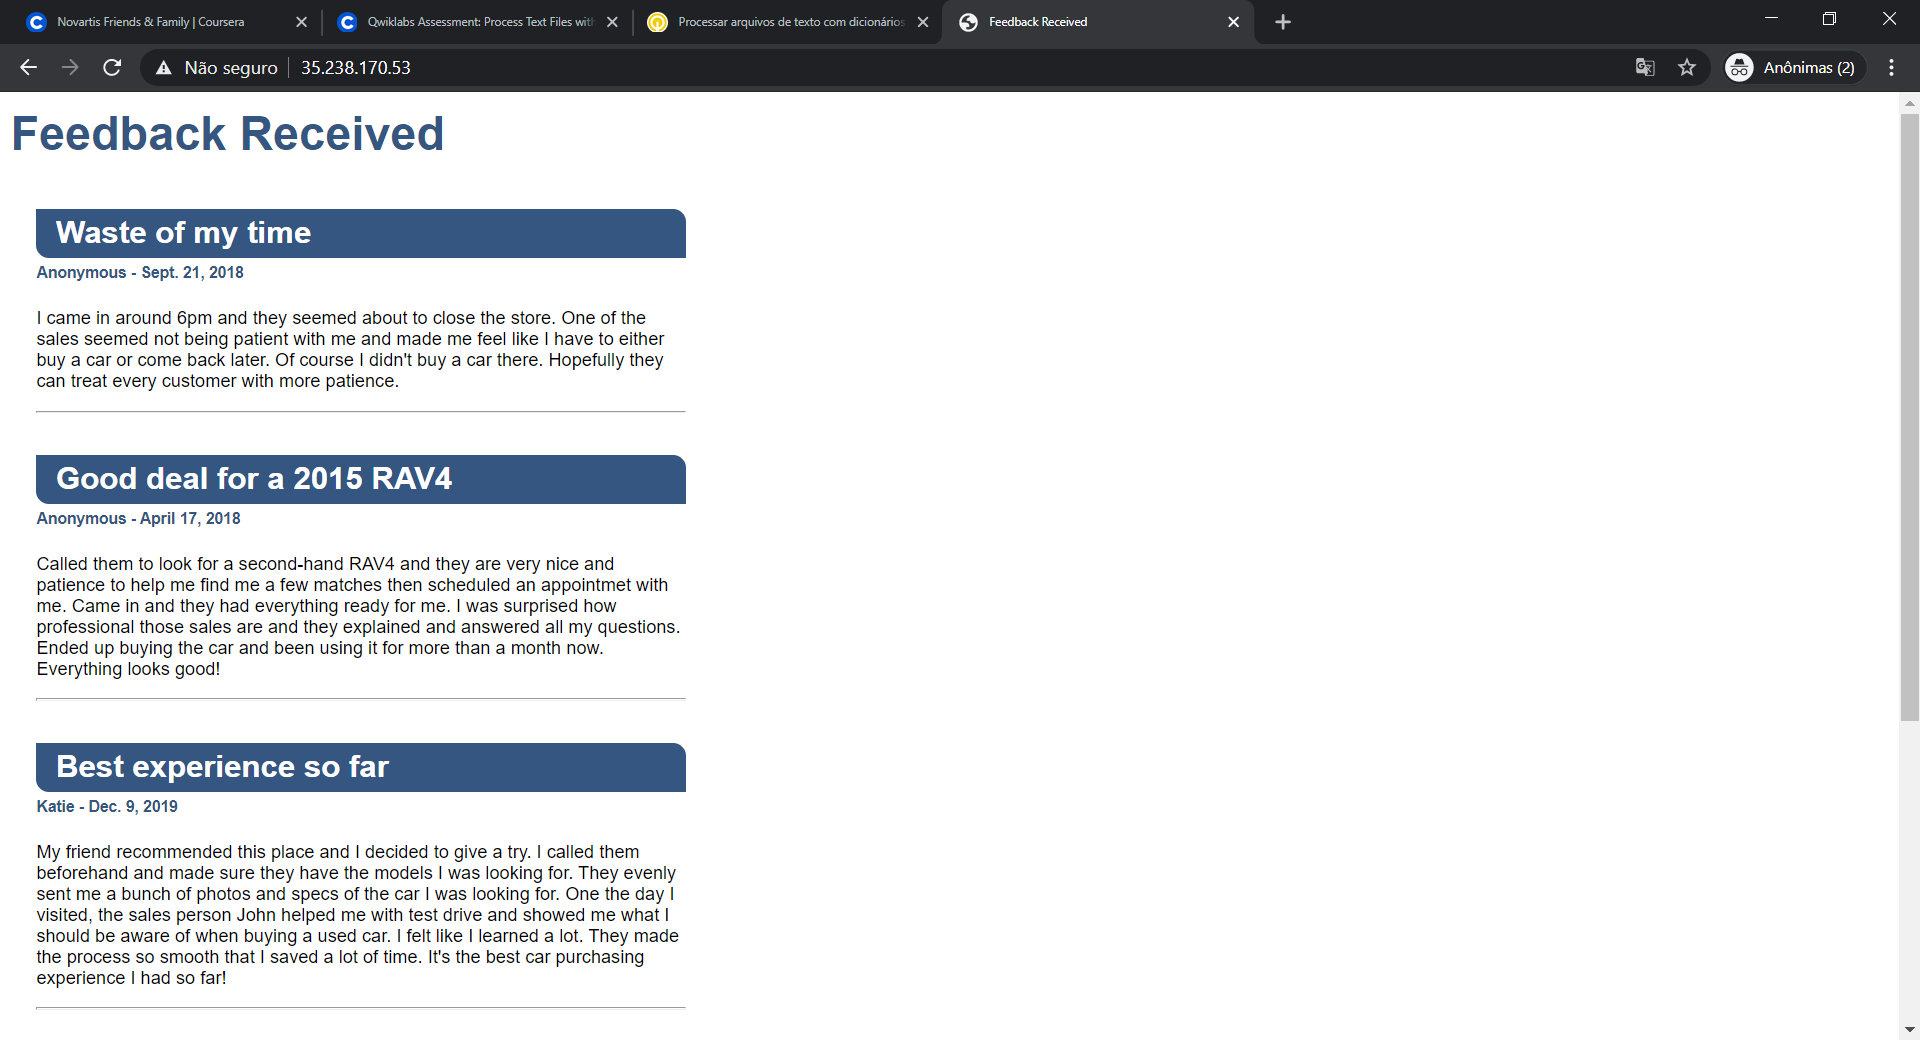 Novartis Friends & Family | Coursera
Qwiklabs Assessment: Process Text Files with
Processar arquivos de texto com dicionários
Feedback Received
Não seguro
35.238.170.53
Anônimas (2)
Feedback Received
Waste of my time
Anonymous - Sept. 21, 2018
I came in around 6pm and they seemed about to close the store. One of the
sales seemed not being patient with me and made me feel like I have to either
buy a car or come back later. Of course I didn't buy a car there. Hopefully they
can treat every customer with more patience.
Good deal for a 2015 RAV4
Anonymous - April 17, 2018
Called them to look for a second-hand RAV4 and they are very nice and
patience to help me find me a few matches then scheduled an appointmet with
me. Came in and they had everything ready for me. I was surprised how
professional those sales are and they explained and answered all my questions.
Ended up buying the car and been using it for more than a month now.
Everything looks good!
Best experience so far
Katie - Dec. 9, 2019
My friend recommended this place and I decided to give a try. I called them
beforehand and made sure they have the models I was looking for. They evenly
sent me a bunch of photos and specs of the car I was looking for. One the day I
visited, the sales person John helped me with test drive and showed me what I
should be aware of when buying a used car. I felt like I learned a lot. They made
the process so smooth that I saved a lot of time. It's the best car purchasing
experience I had so far!